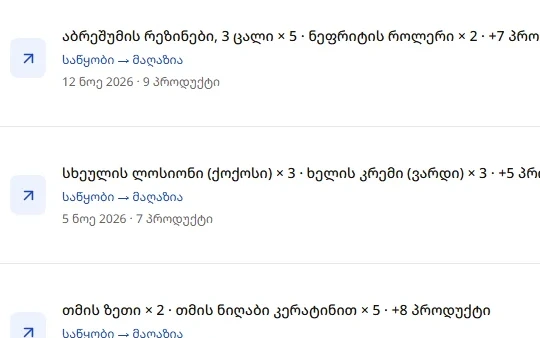 აბრეშუმის რეზინები, 3 ცალი × 5 · ნეფრიტის როლერი × 2 · +7 პრო
საწყობი → მაღაზია
12 ნოე 2026 · 9 პროდუქტი
სხეულის ლოსიონი (ქოქოსი) × 3 · ხელის კრემი (ვარდი) × 3 · +5 პრ
საწყობი → მაღაზია
5 ნოე 2026 · 7 პროდუქტი
თმის ზეთი × 2 · თმის ნიღაბი კერატინით × 5 · +8 პროდუქტი
საწყობი → მაღაზია